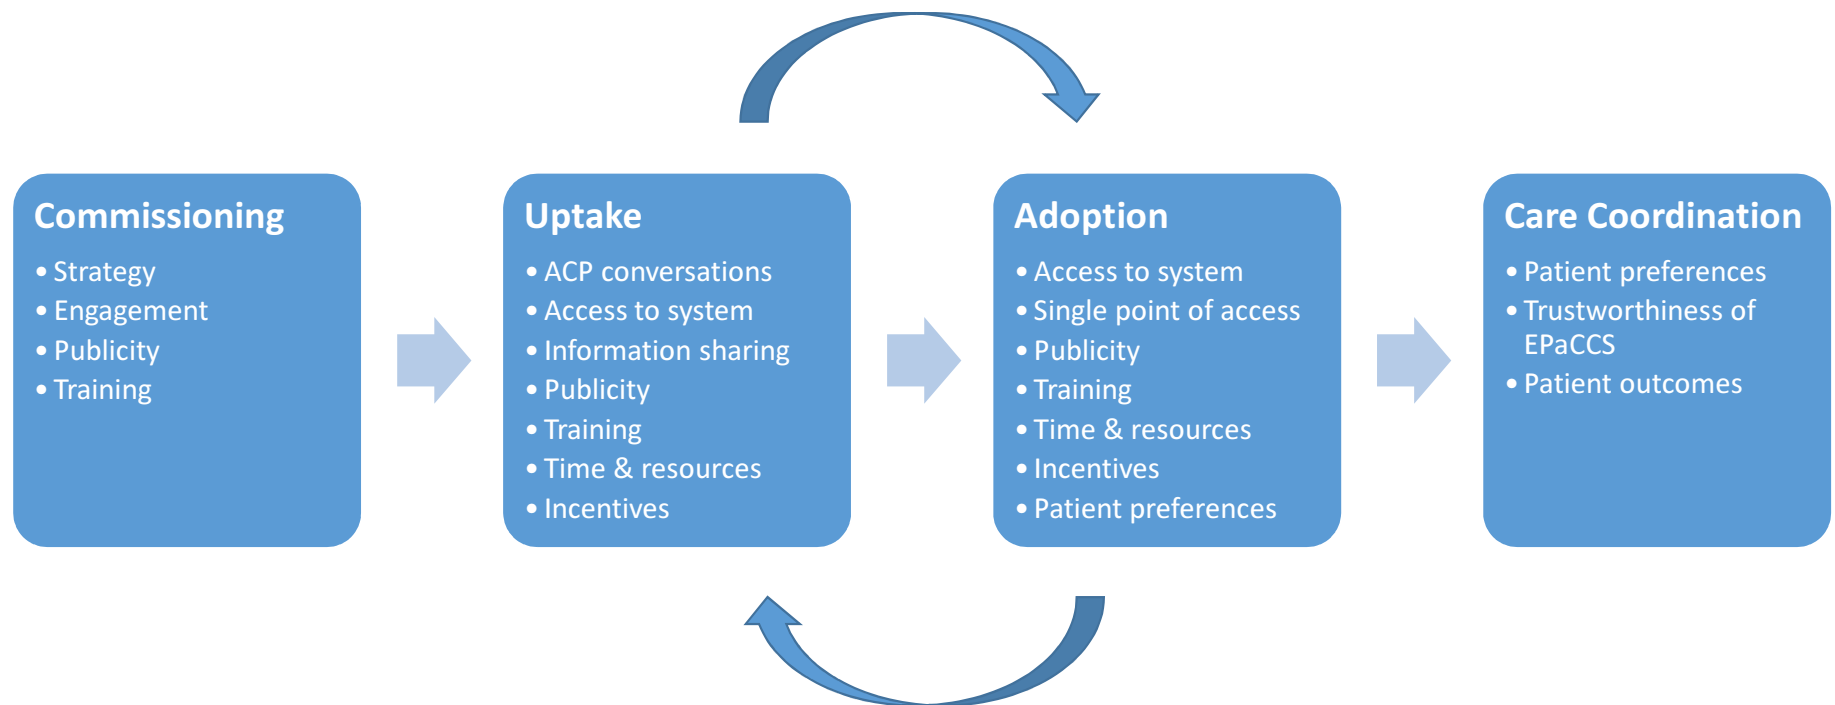 Commissioning
• Strategy
• Engagement
• Publicity
• Training
Uptake
• ACP conversations
• Access to system
• Information sharing
• Publicity
• Training
• Time & resources
• Incentives
Adoption
• Access to system
• Single point of access
• Publicity
• Training
• Time & resources
• Incentives
• Patient preferences
Care Coordination
• Patient preferences
• Trustworthiness of
EPaCCS
• Patient outcomes